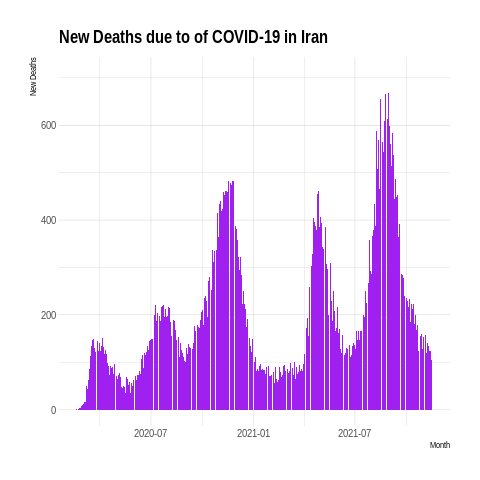 New Deaths due to of COVID-19 in Iran
New Deaths
600
400
200
0
2020-07
2021-01
2021-07
Month